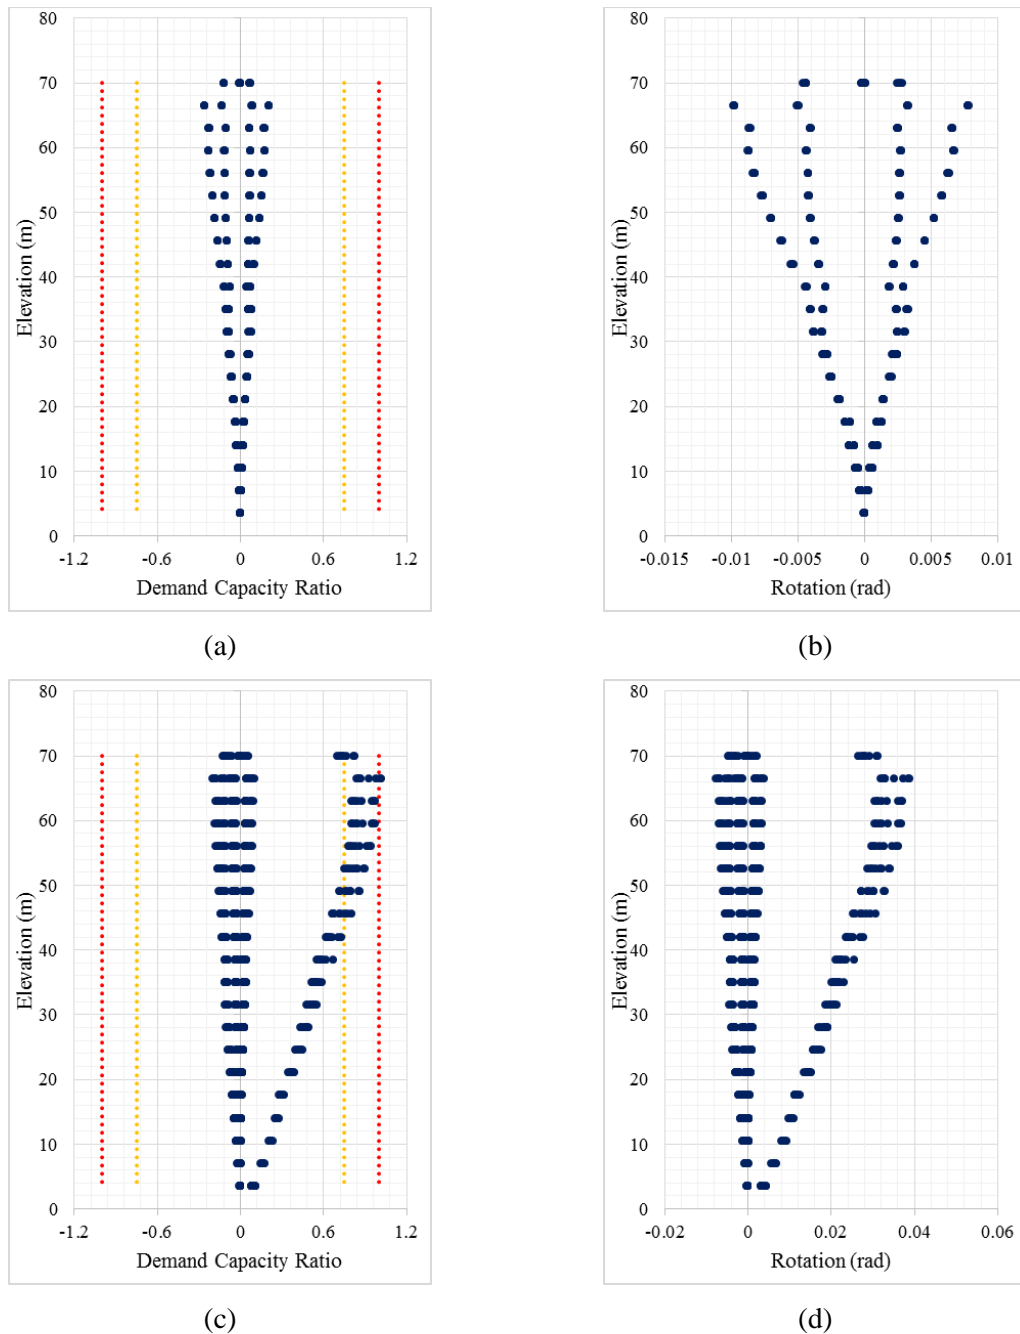 80
70
60
50
40
30
20
10
0
Elevation (m)
-1.2 -0.6 0 0.6 1.2
Demand Capacity Ratio
(a)
80
70
60
50
40
30
20
10
0
Elevation (m)
-0.015 -0.01 -0.005 0 0.005 0.01
Rotation (rad)
(b)
80
70
60
50
40
30
20
10
0
Elevation (m)
-1.2 -0.6 0 0.6 1.2
Demand Capacity Ratio
(c)
80
70
60
50
40
30
20
10
0
Elevation (m)
-0.02 0 0.02 0.04 0.06
Rotation (rad)
(d)